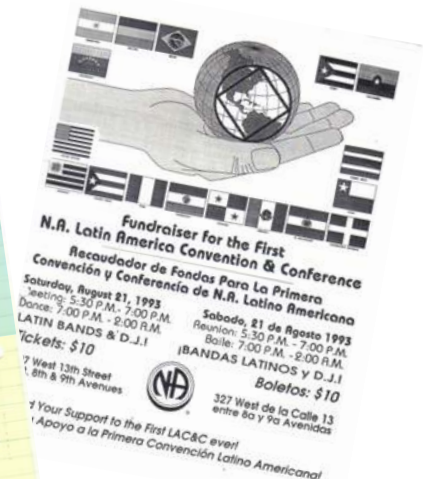 Fundraiser for the First
N.A. Latin America Convention & Conference
Recaudador de Fondas Para La Primera
Convención y Conferencia de N.A. Latino Americana
Saturday, August 21, 1993
Meeting: 5:30 P.M.- 7:00 P.M.
Dance: 7:00 P.M. - 2:00 A.M.
LATIN BANDS & D.J.!
Tickets: $10
7 West 13th Street
8th & 9th Avenues
Sabado, 21 de Agosto 1993
Reunion: 5:30 P.M. - 7:00 P.M.
Baile: 7:00 P.M. - 2:00 A.M.
¡BANDAS LATINOS y D.J.!
Boletos: $10
327 West de la Calle 13
entre 8a y 9a Avenidas
NA
d Your Support to the First LAC&C ever!
Apoyo a la Primera Convención Latino Americana!